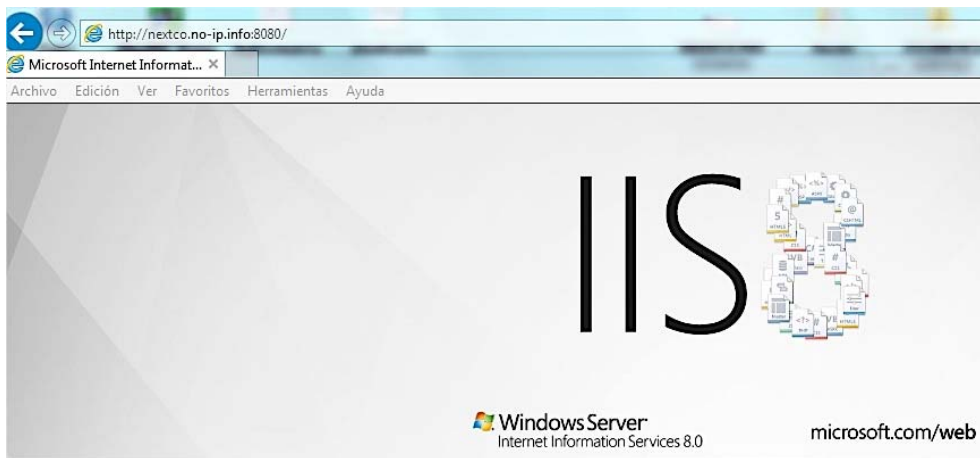 http://nextco.no-ip.info:8080/
Microsoft Internet Informat...
Archivo Edición Ver Favoritos Herramientas Ayuda
IIS8
Windows Server
Internet Information Services 8.0
microsoft.com/web